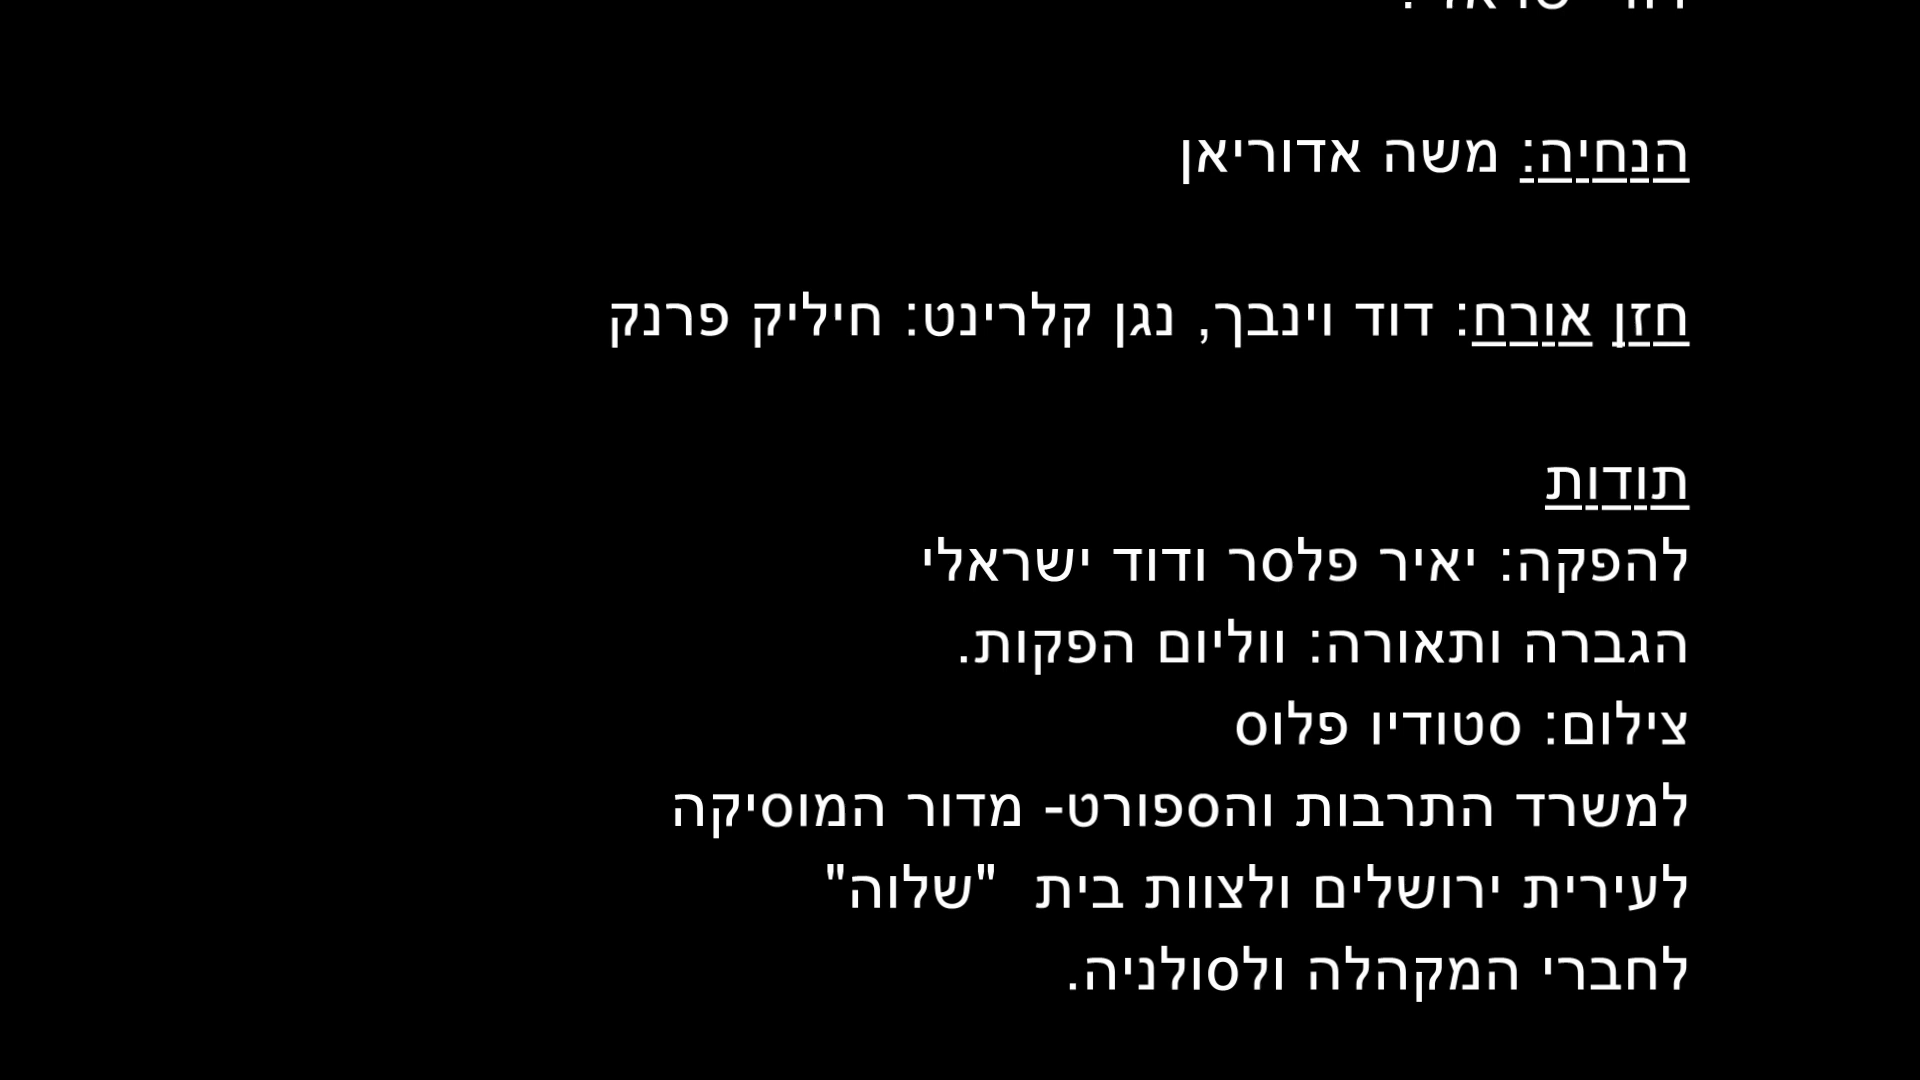 הנחיה: משה אדוריאן
חזן אורח: דוד וינבך, נגן קלרינט: חיליק פרנק
תודות
להפקה: יאיר פלסר ודוד ישראלי
הגברה ותאורה: ווליום הפקות.
צילום: סטודיו פלוס
למשרד התרבות והספורט- מדור המוסיקה
לעירית ירושלים ולצוות בית "שלוה"
לחברי המקהלה ולסולניה.